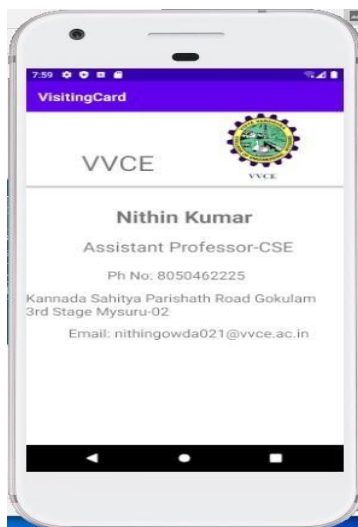 7:59
VisitingCard
VVCE
VVCE
Nithin Kumar
Assistant Professor-CSE
Ph No: 8050462225
Kannada Sahitya Parishath Road Gokulam
3rd Stage Mysuru-02
Email: nithingowda021@vvce.ac.in